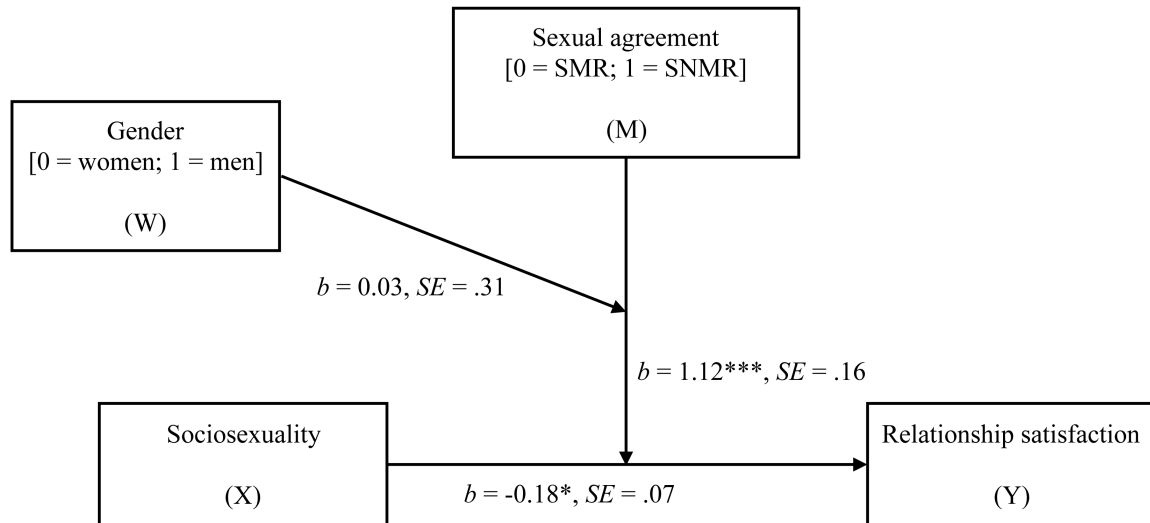 Sexual agreement
[0 = SMR; 1 = SNMR]
(M)
Gender
[0 = women; 1 = men]
(W)
b = 0.03, SE = .31
b = 1.12***, SE = .16
Sociosexuality
(X)
b = -0.18*, SE = .07
Relationship satisfaction
(Y)